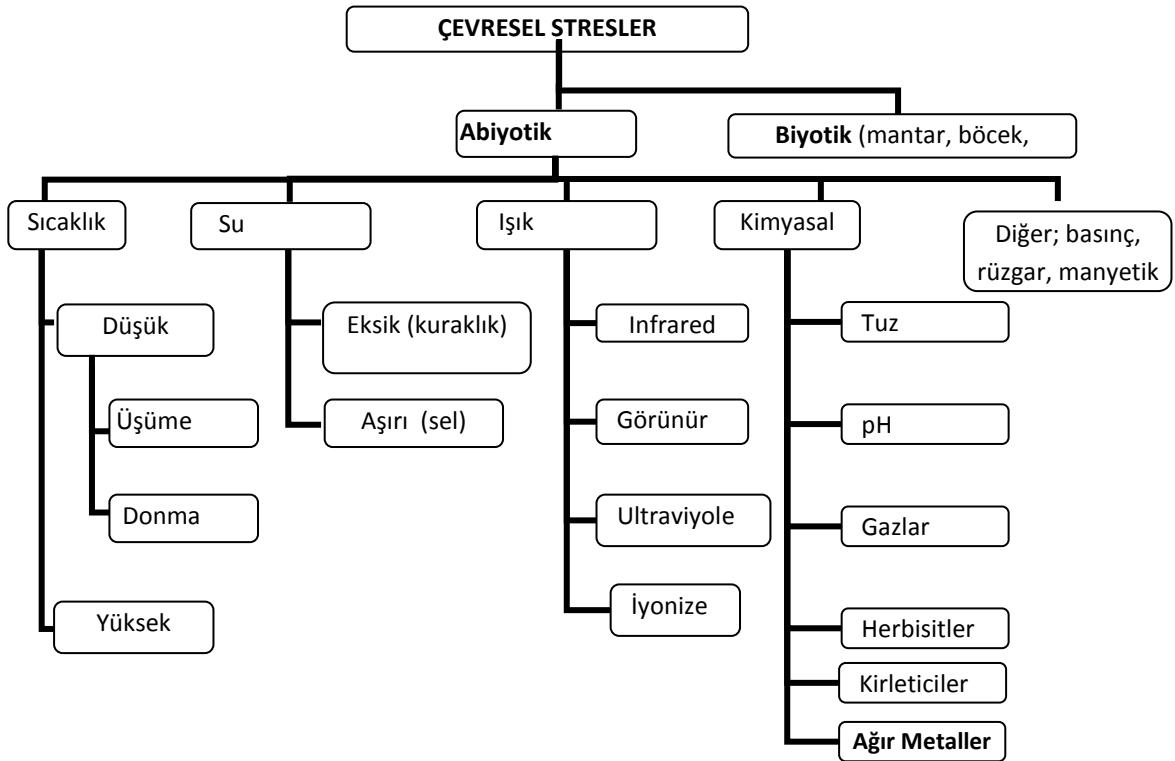 ÇEVRESEL STRESLER
Abiyotik
Biyotik (mantar, böcek,
Sıcaklık
Su
Işık
Kimyasal
Diğer; basınç,
rüzgar, manyetik
Düşük
Eksik (kuraklık)
Infrared
Tuz
Üşüme
Aşırı (sel)
Görünür
pH
Donma
Ultraviyole
Gazlar
Yüksek
İyonize
Herbisitler
Kirleticiler
Ağır Metaller